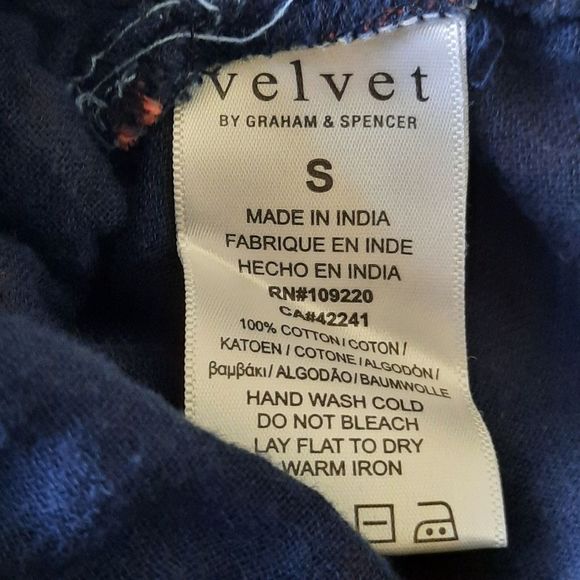 velvet
BY GRAHAM & SPENCER
S
MADE IN INDIA
FABRIQUE EN INDE
HECHO EN INDIA
RN#109220
CA#42241
100% COTTON / COTON /
KATOEN / COTONE / ALGODÓN /
βαμβάκι / ALGODÃO / BAUMWOLLE
HAND WASH COLD
DO NOT BLEACH
LAY FLAT TO DRY
WARM IRON